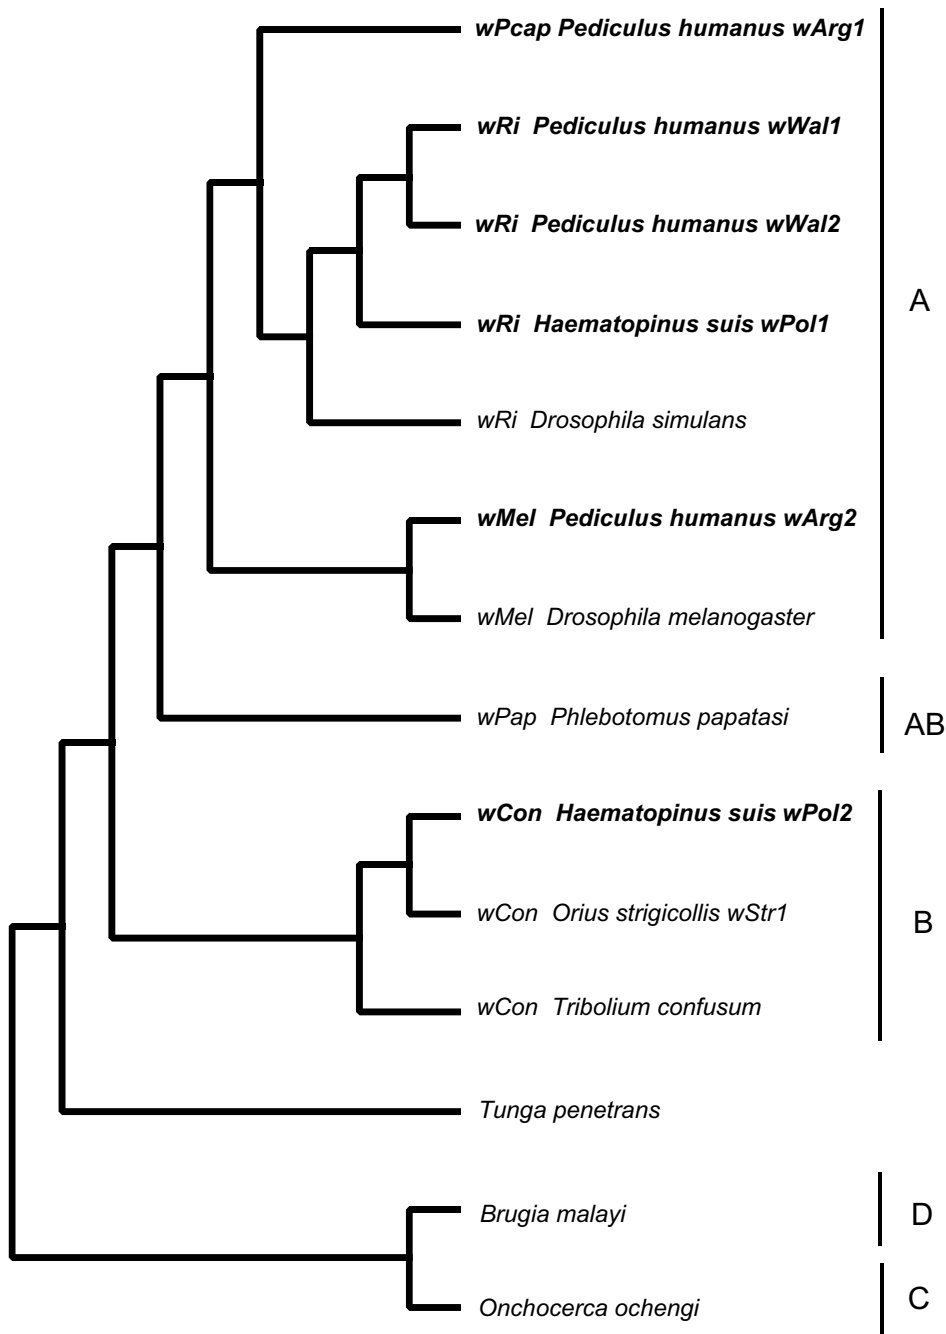 wPcap Pediculus humanus wArg1
wRi Pediculus humanus wWal1
wRi Pediculus humanus wWal2
A
wRi Haematopinus suis wPol1
wRi Drosophila simulans
wMel Pediculus humanus wArg2
wMel Drosophila melanogaster
wPap Phlebotomus papatasi
AB
wCon Haematopinus suis wPol2
wCon Orius strigicollis wStr1
B
wCon Tribolium confusum
Tunga penetrans
Brugia malayi
D
Onchocerca ochengi
C